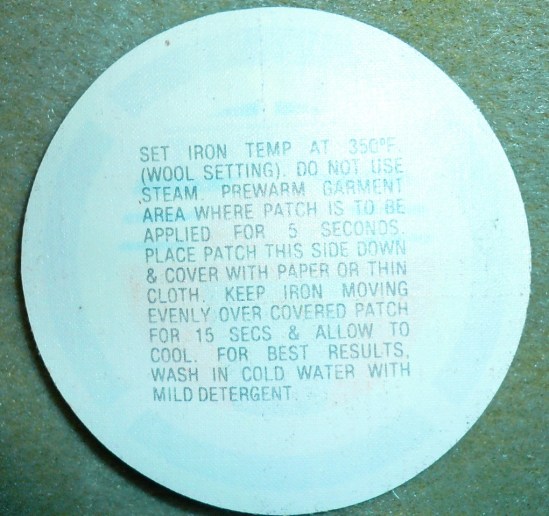 SET IRON TEMP AT 350°F.
(WOOL SETTING). DO NOT USE
STEAM. PREWARM GARMENT
AREA WHERE PATCH IS TO BE
APPLIED FOR 5 SECONDS.
PLACE PATCH THIS SIDE DOWN
& COVER WITH PAPER OR THIN
CLOTH. KEEP IRON MOVING
EVENLY OVER COVERED PATCH
FOR 15 SECS & ALLOW TO
COOL. FOR BEST RESULTS,
WASH IN COLD WATER WITH
MILD DETERGENT.